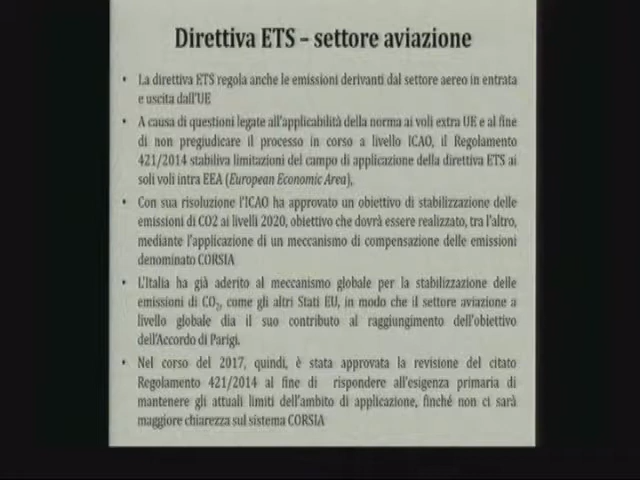 Direttiva ETS – settore aviazione
• La direttiva ETS regola anche le emissioni derivanti dal settore aereo in entrata
e uscita dall'UE
• A causa di questioni legate all'applicabilità della norma ai voli extra UE e al fine
di non pregiudicare il processo in corso a livello ICAO, il Regolamento
421/2014 stabiliva limitazioni del campo di applicazione della direttiva ETS ai
soli voli intra EEA (European Economic Area),
• Con sua risoluzione l'ICAO ha approvato un obiettivo di stabilizzazione delle
emissioni di CO2 ai livelli 2020, obiettivo che dovrà essere realizzato, tra l'altro,
mediante l'applicazione di un meccanismo di compensazione delle emissioni
denominato CORSIA
• L'Italia ha già aderito al meccanismo globale per la stabilizzazione delle
emissioni di CO₂, come gli altri Stati EU, in modo che il settore aviazione a
livello globale dia il suo contributo al raggiungimento dell'obiettivo
dell'Accordo di Parigi.
• Nel corso del 2017, quindi, è stata approvata la revisione del citato
Regolamento 421/2014 al fine di rispondere all'esigenza primaria di
mantenere gli attuali limiti dell'ambito di applicazione, finché non ci sarà
maggiore chiarezza sul sistema CORSIA